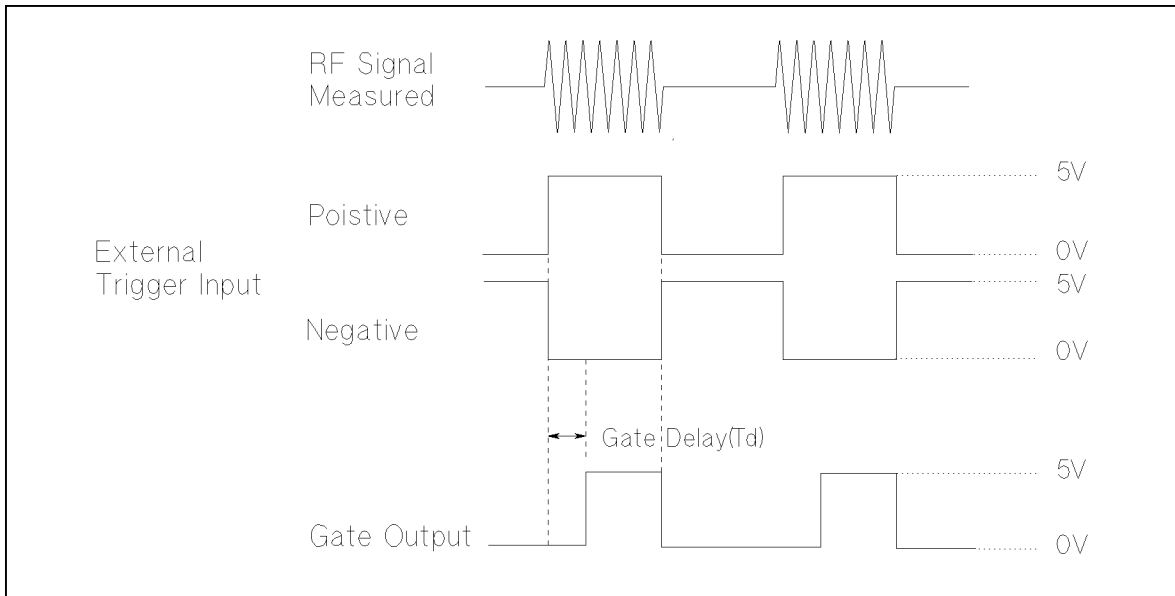 RF Signal
Measured
5V
Poistive
0V
External
Trigger Input
5V
Negative
0V
Gate Delay(Td)
5V
Gate Output
0V